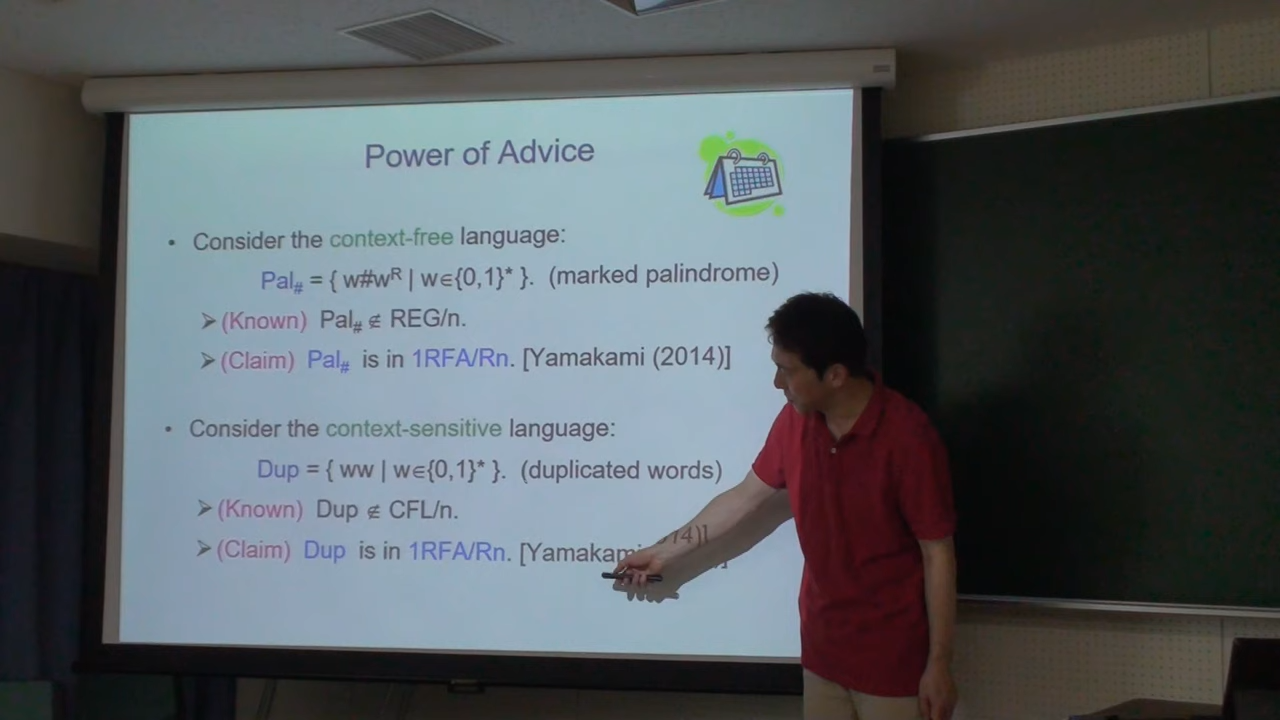 Power of Advice
• Consider the context-free language:
Pal# = { w#wᴿ | w∈{0,1}* }. (marked palindrome)
➢ (Known) Pal# ∉ REG/n.
➢ (Claim) Pal# is in 1RFA/Rn. [Yamakami (2014)]
• Consider the context-sensitive language:
Dup = { ww | w∈{0,1}* }. (duplicated words)
➢ (Known) Dup ∉ CFL/n.
➢ (Claim) Dup is in 1RFA/Rn. [Yamakami 14)]